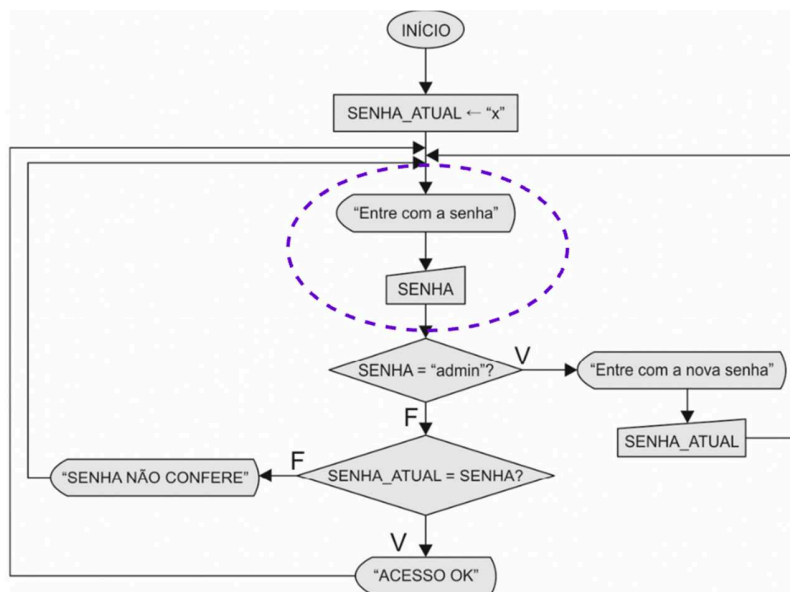 INÍCIO
SENHA_ATUAL ← “x”
“Entre com a senha”
SENHA
SENHA = “admin”?
V
“Entre com a nova senha”
F
SENHA_ATUAL
SENHA_ATUAL = SENHA?
F
“SENHA NÃO CONFERE”
V
“ACESSO OK”